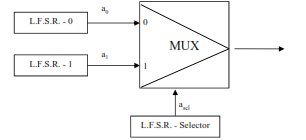 a0
L.F.S.R. - 0
0
MUX
a1
L.F.S.R. - 1
1
asel
L.F.S.R. - Selector